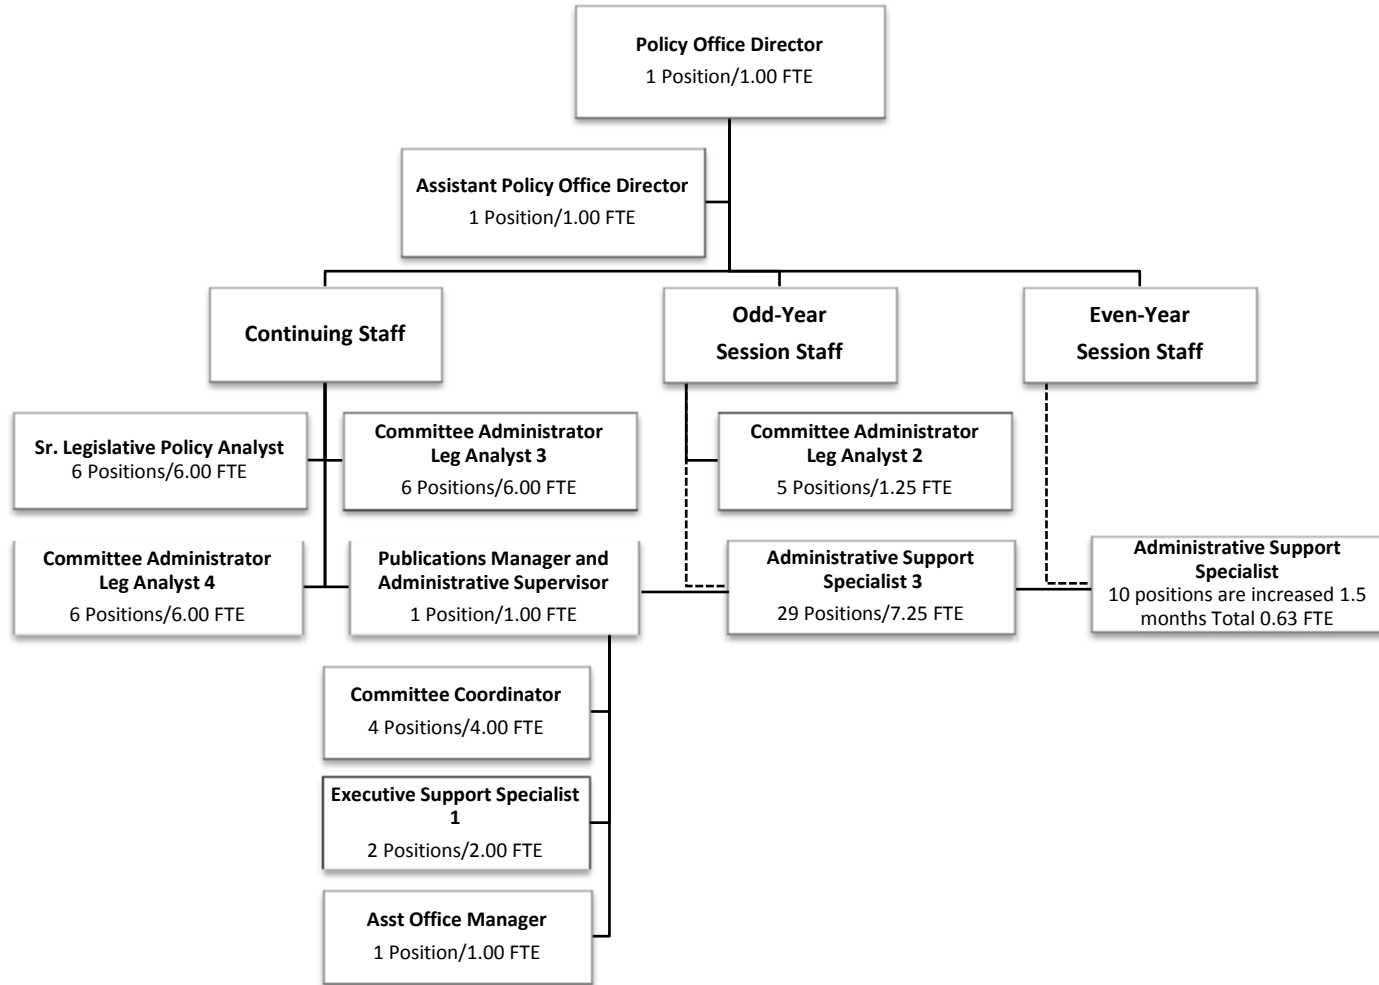 Policy Office Director
1 Position/1.00 FTE
Assistant Policy Office Director
1 Position/1.00 FTE
Continuing Staff
Odd-Year
Session Staff
Even-Year
Session Staff
Sr. Legislative Policy Analyst
6 Positions/6.00 FTE
Committee Administrator
Leg Analyst 3
6 Positions/6.00 FTE
Committee Administrator
Leg Analyst 2
5 Positions/1.25 FTE
Committee Administrator
Leg Analyst 4
6 Positions/6.00 FTE
Publications Manager and
Administrative Supervisor
1 Position/1.00 FTE
Administrative Support
Specialist 3
29 Positions/7.25 FTE
Administrative Support
Specialist
10 positions are increased 1.5
months Total 0.63 FTE
Committee Coordinator
4 Positions/4.00 FTE
Executive Support Specialist
1
2 Positions/2.00 FTE
Asst Office Manager
1 Position/1.00 FTE